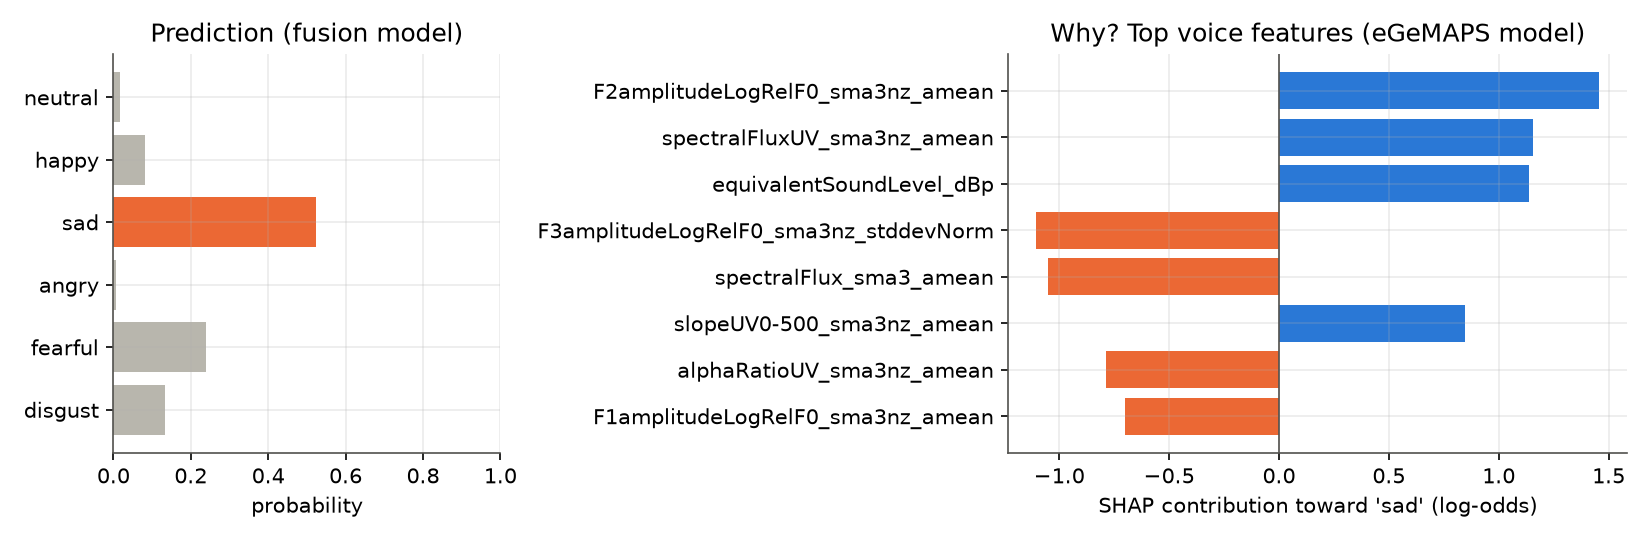 Prediction (fusion model)
neutral
happy
sad
angry
fearful
disgust
0.0 0.2 0.4 0.6 0.8 1.0
probability
Why? Top voice features (eGeMAPS model)
F2amplitudeLogRelF0_sma3nz_amean
spectralFluxUV_sma3nz_amean
equivalentSoundLevel_dBp
F3amplitudeLogRelF0_sma3nz_stddevNorm
spectralFlux_sma3_amean
slopeUV0-500_sma3nz_amean
alphaRatioUV_sma3nz_amean
F1amplitudeLogRelF0_sma3nz_amean
−1.0 −0.5 0.0 0.5 1.0 1.5
SHAP contribution toward 'sad' (log-odds)